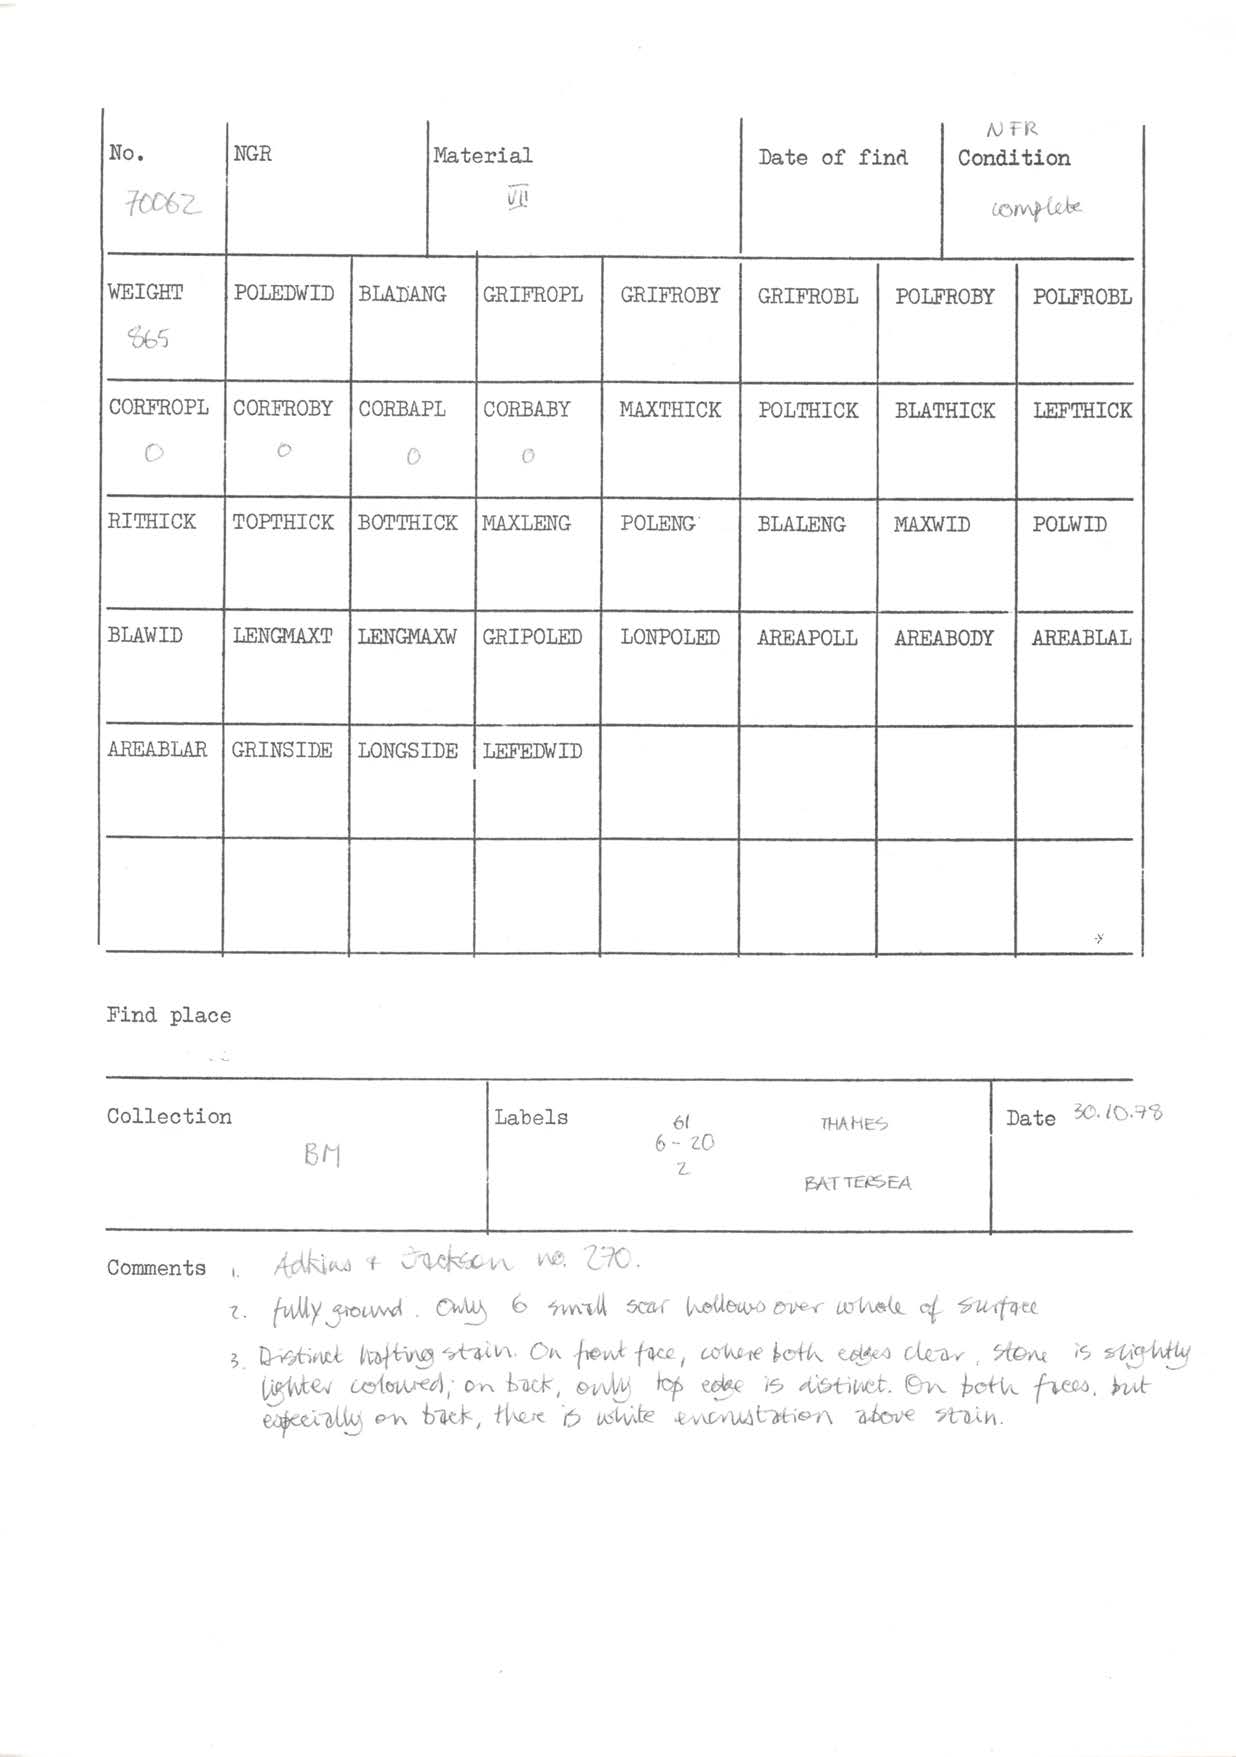 NFR
No. NGR Material Date of find Condition
70062 VII complete
WEIGHT POLEDWID BLADANG GRIFROPL GRIFROBY GRIFROBL POLFROBY POLFROBL
865
CORFROPL CORFROBY CORBAPL CORBABY MAXTHICK POLTHICK BLATHICK LEFTHICK
0 0 0 0
RITHICK TOPTHICK BOTTHICK MAXLENG POLENG BLALENG MAXWID POLWID
BLAWID LENGMAXT LENGMAXW GRIPOLED LONPOLED AREAPOLL AREABODY AREABLAL
AREABLAR GRINSIDE LONGSIDE LEFEDWID
Find place
Collection Labels 61 THAMES Date 30.10.78
BM 6-20
2 BATTERSEA
Comments 1. Adkins & Jackson no. 270.
2. fully ground. Only 6 small scar hollows over whole of surface
3. Distinct hafting stain. On front face, where both edges clear, stone is slightly
lighter coloured; on back, only top edge is distinct. On both faces, but
especially on back, there is white encrustation above stain.